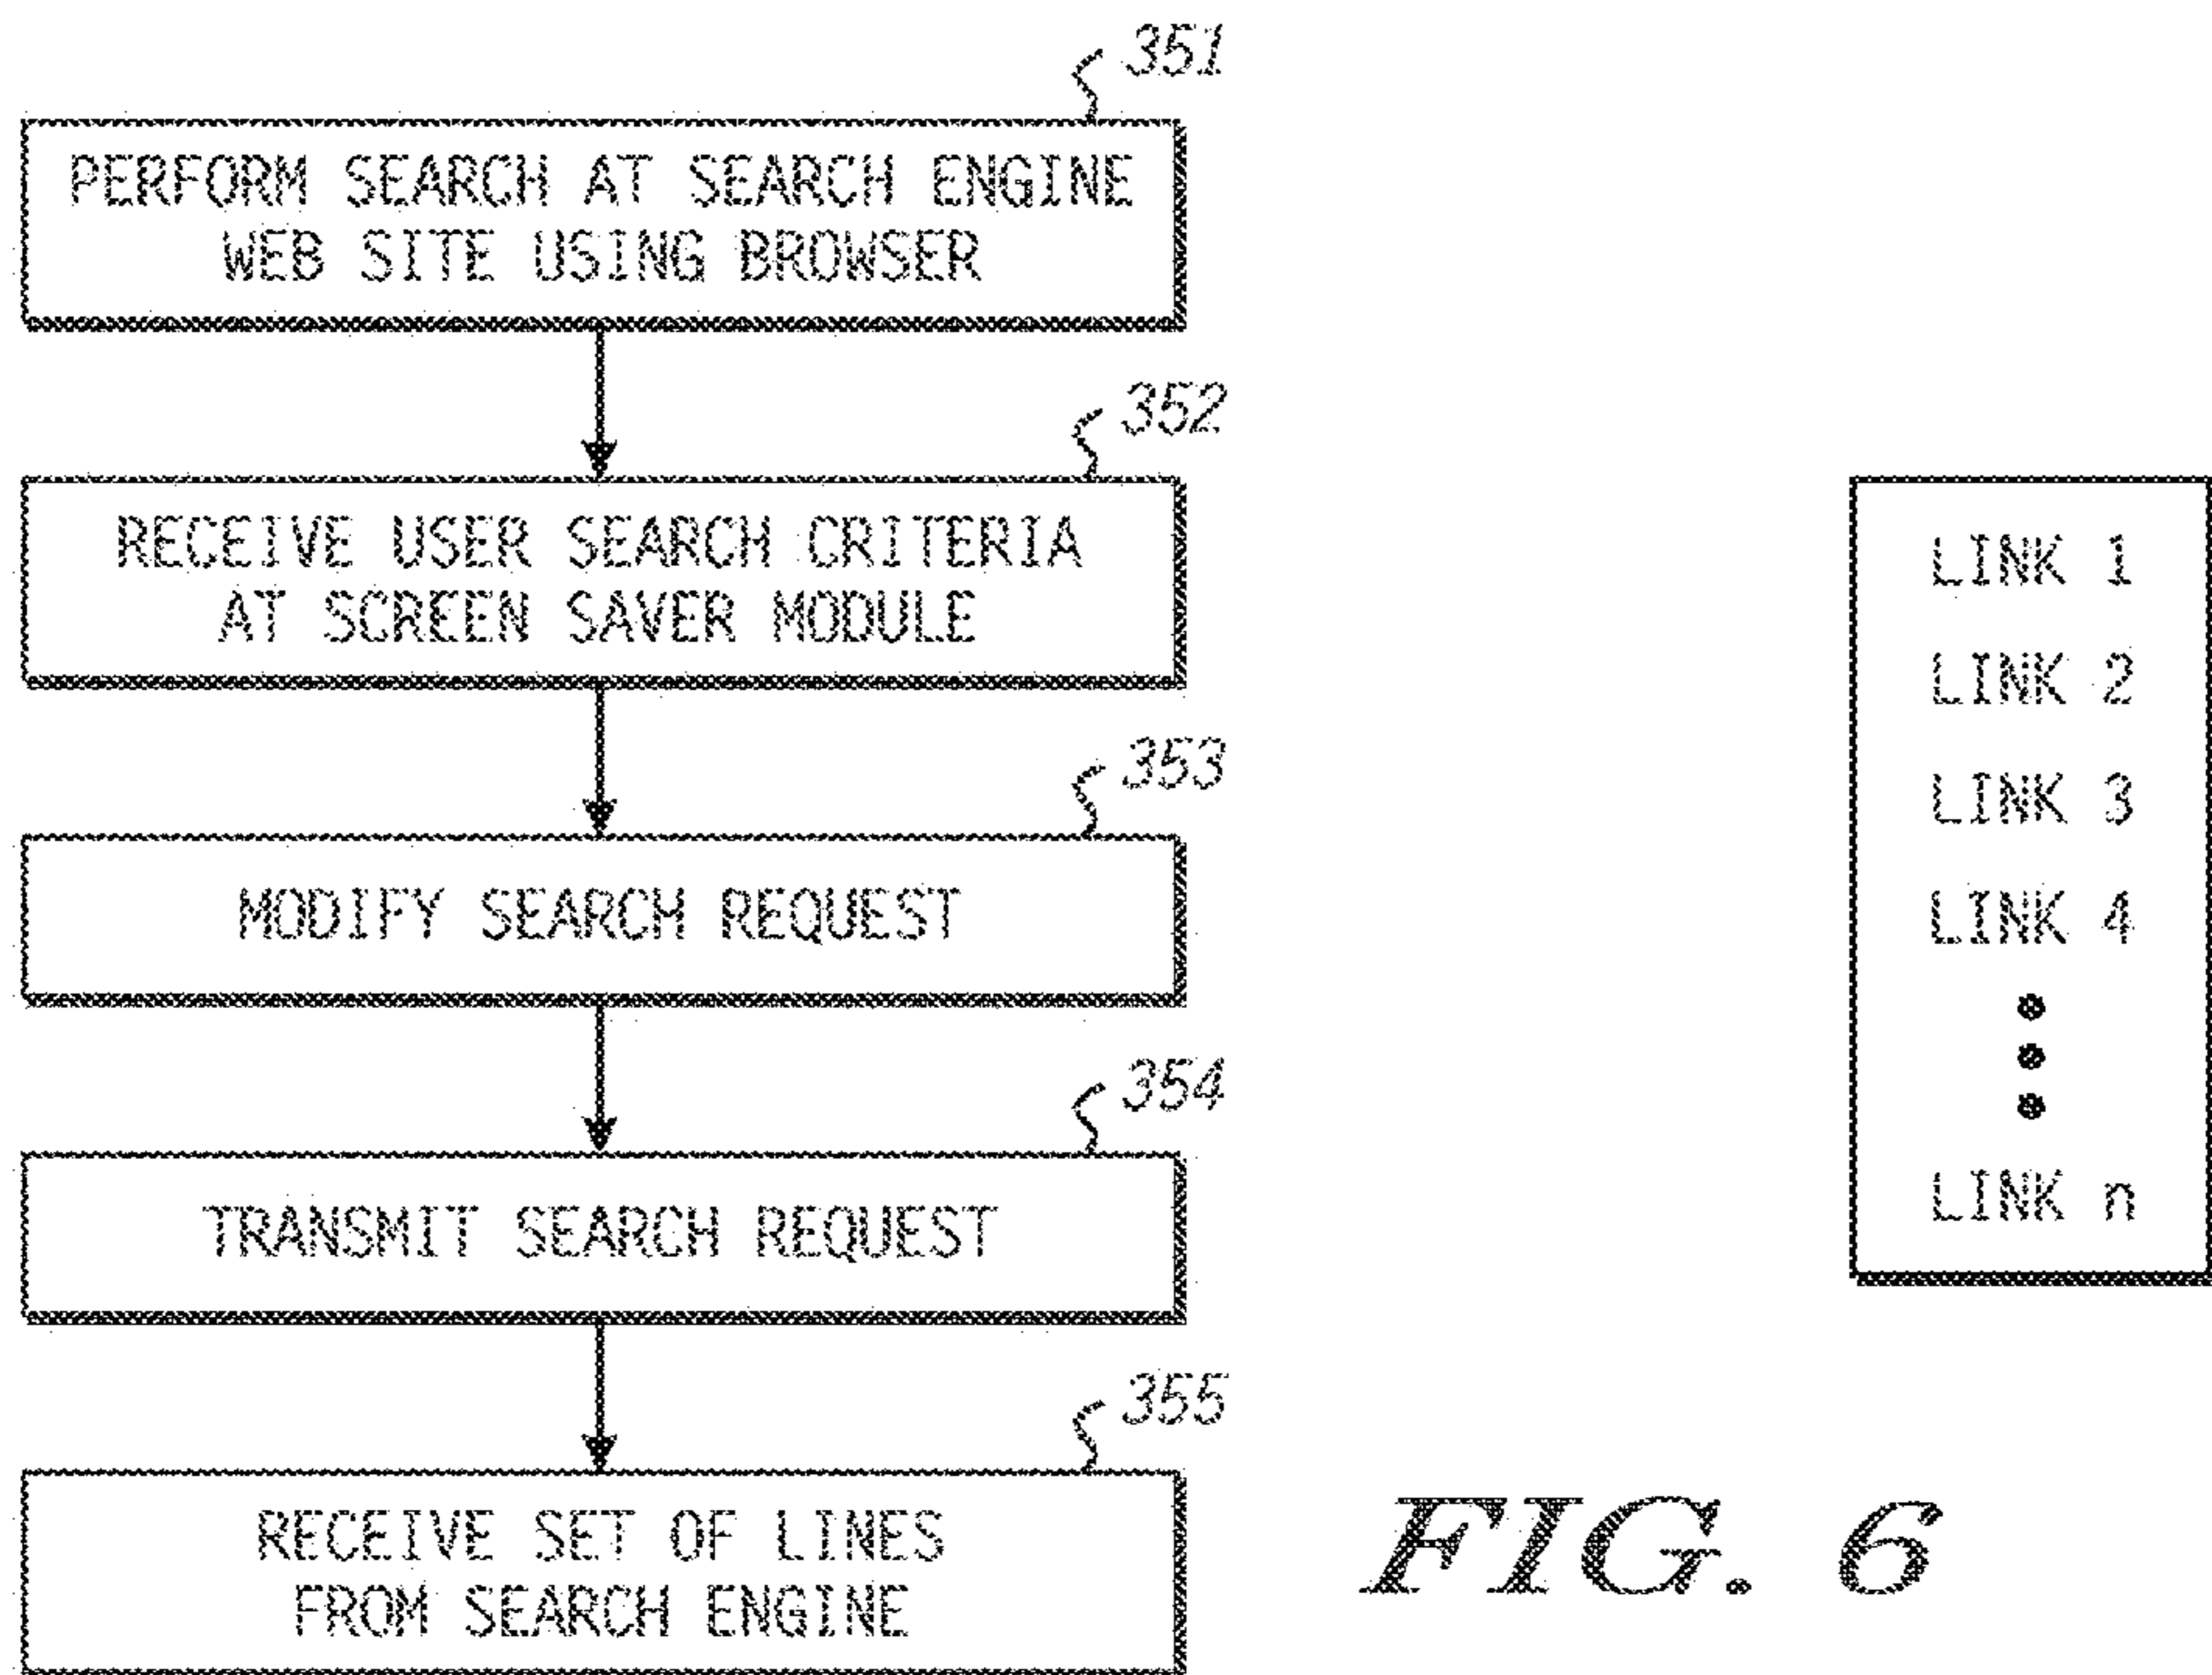 351
PERFORM SEARCH AT SEARCH ENGINE
WEB SITE USING BROWSER
352
RECEIVE USER SEARCH CRITERIA
AT SCREEN SAVER MODULE
353
MODIFY SEARCH REQUEST
354
TRANSMIT SEARCH REQUEST
355
RECEIVE SET OF LINES
FROM SEARCH ENGINE
LINK 1
LINK 2
LINK 3
LINK 4
LINK n
FIG. 6